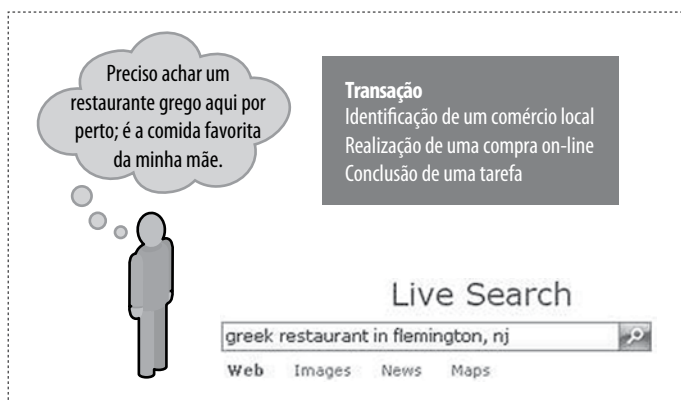 Preciso achar um
restaurante grego aqui por
perto; é a comida favorita
da minha mãe.
Transação
Identificação de um comércio local
Realização de uma compra on-line
Conclusão de uma tarefa
Live Search
greek restaurant in flemington, nj
Web Images News Maps